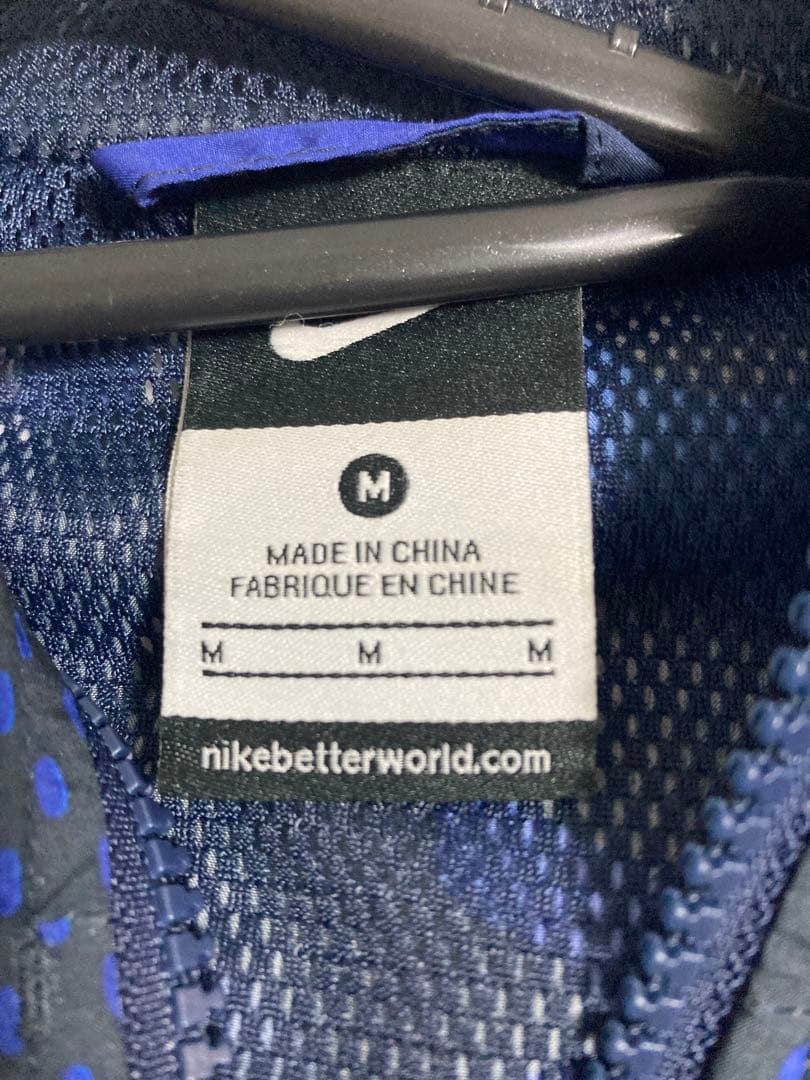 M
MADE IN CHINA
FABRIQUE EN CHINE
M M M
nikebetterworld.com